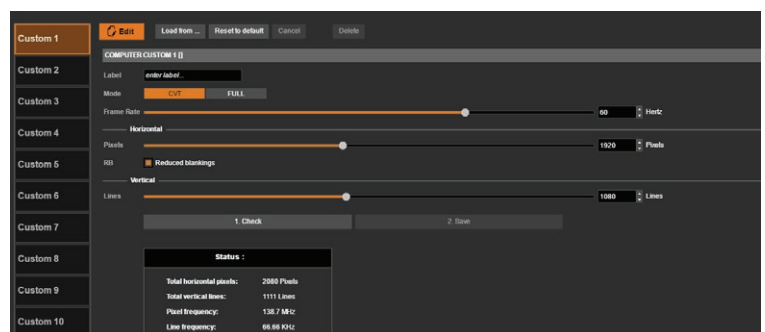 Custom 1
Custom 2
Custom 3
Custom 4
Custom 5
Custom 6
Custom 7
Custom 8
Custom 9
Custom 10
Edit Load from ... Reset to default Cancel Delete
COMPUTER CUSTOM 1 []
Label enter label...
Mode CVT FULL
Frame Rate 60 Hertz
Horizontal
Pixels 1920 Pixels
RB Reduced blankings
Vertical
Lines 1080 Lines
1. Check 2. Save
Status :
Total horizontal pixels: 2080 Pixels
Total vertical lines: 1111 Lines
Pixel frequency: 138.7 MHz
Line frequency: 66.66 KHz